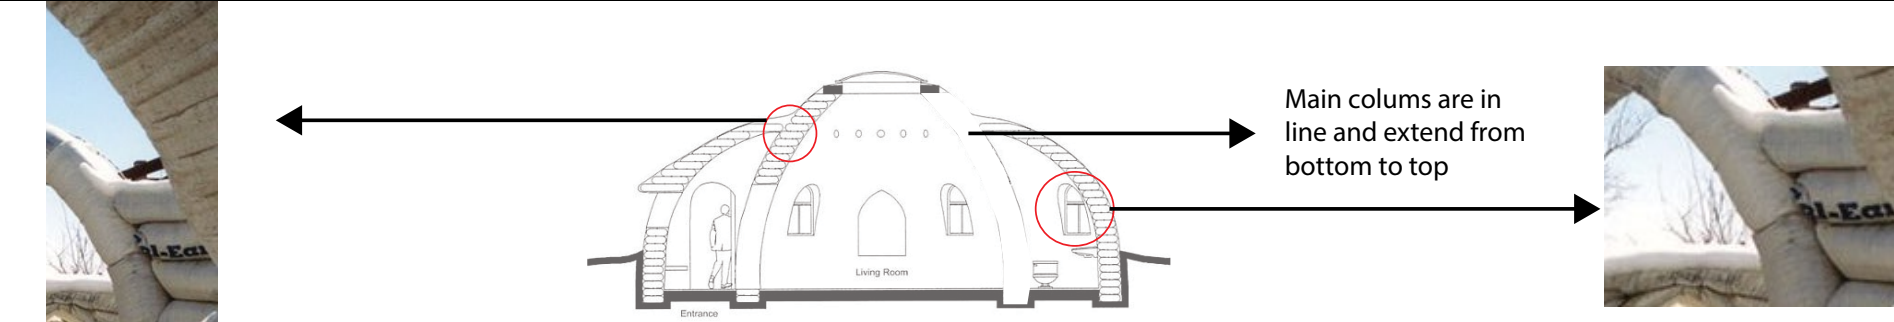 Main colums are in
line and extend from
bottom to top
Living Room
Entrance